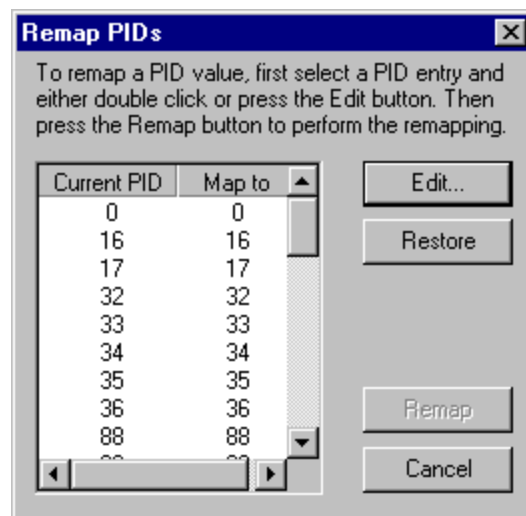 Remap PIDs
To remap a PID value, first select a PID entry and
either double click or press the Edit button. Then
press the Remap button to perform the remapping.
Current PID Map to
0 0
16 16
17 17
32 32
33 33
34 34
35 35
36 36
88 88
Edit...
Restore
Remap
Cancel